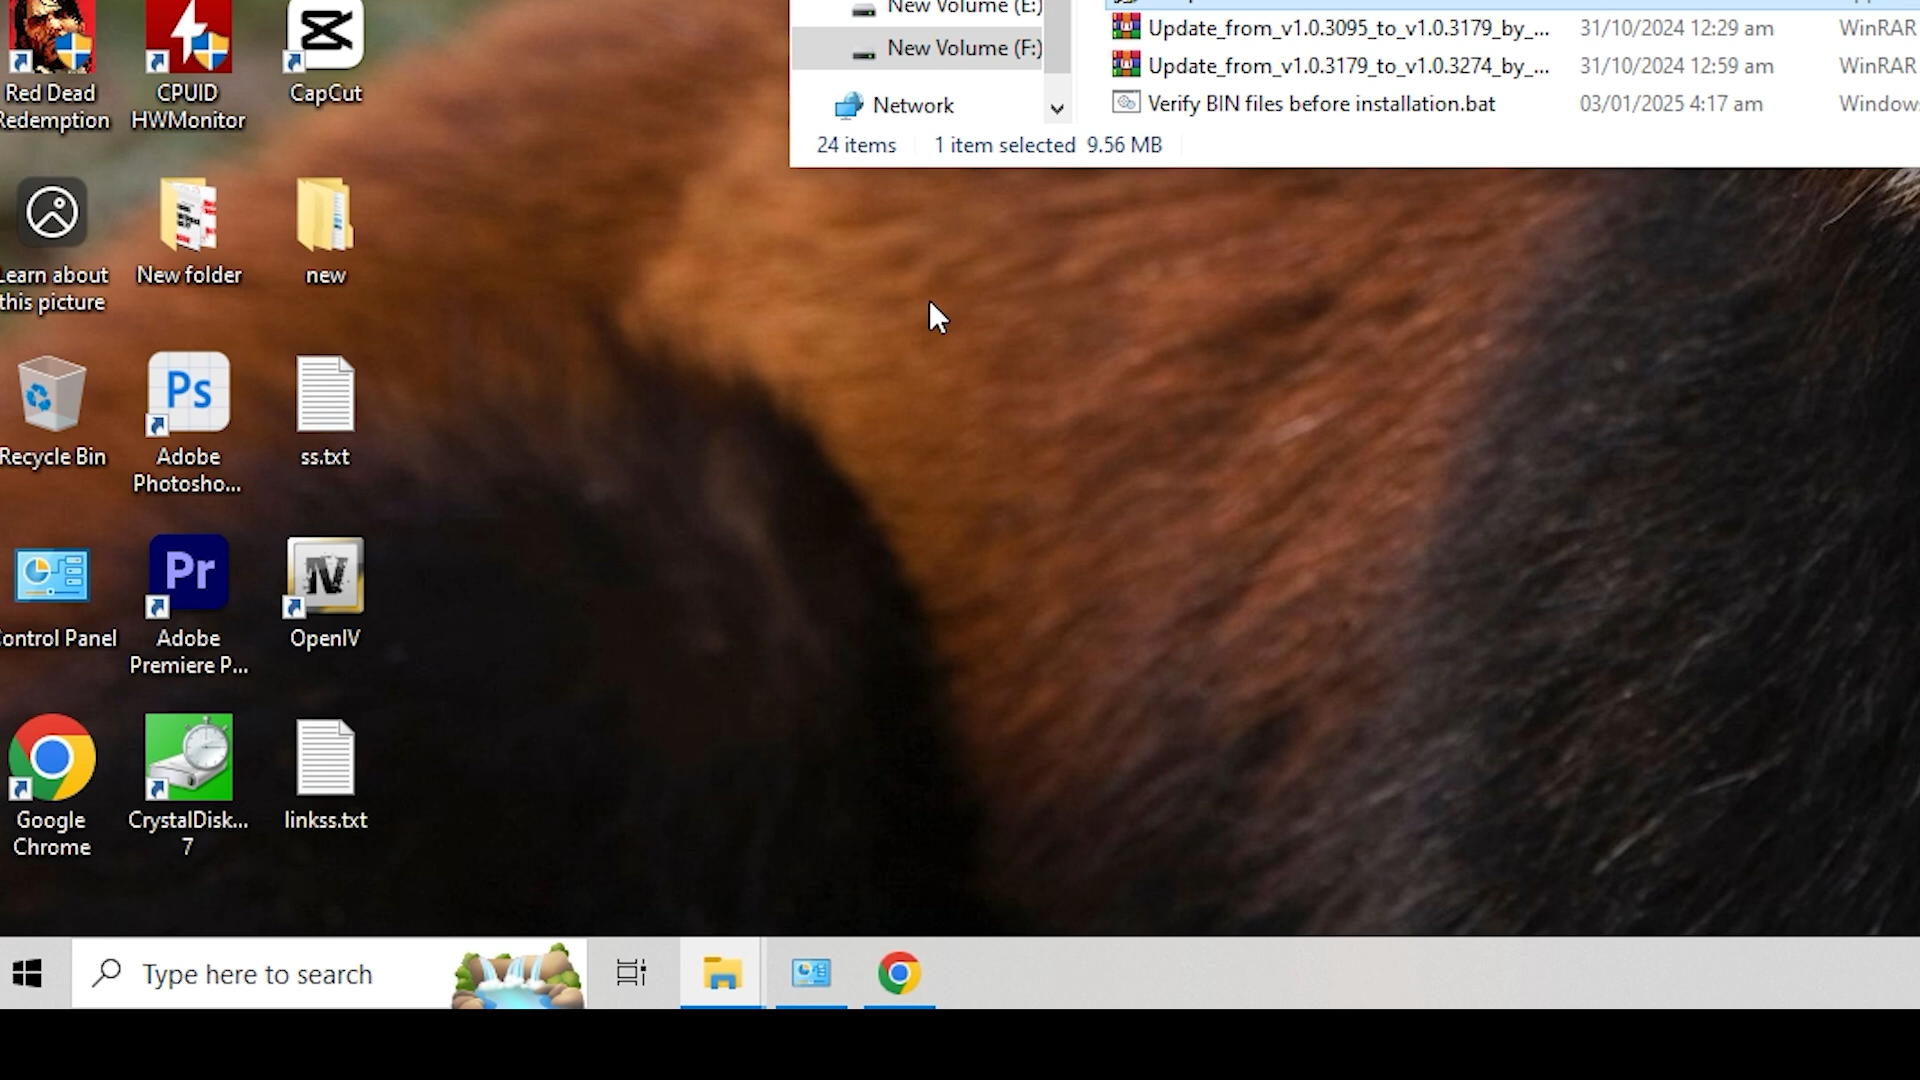 New Volume (E:)
Update_from_v1.0.3095_to_v1.0.3179_by_... 31/10/2024 12:29 am WinRAR
New Volume (F:)
Update_from_v1.0.3179_to_v1.0.3274_by_... 31/10/2024 12:59 am WinRAR
Network
Verify BIN files before installation.bat 03/01/2025 4:17 am Window
24 items 1 item selected 9.56 MB
Red Dead
Redemption
CPUID
HWMonitor
CapCut
Learn about
this picture
New folder
new
Recycle Bin
Ps
Adobe
Photosho...
ss.txt
Control Panel
Pr
Adobe
Premiere P...
IV
OpenIV
Google
Chrome
CrystalDisk...
7
linkss.txt
Type here to search